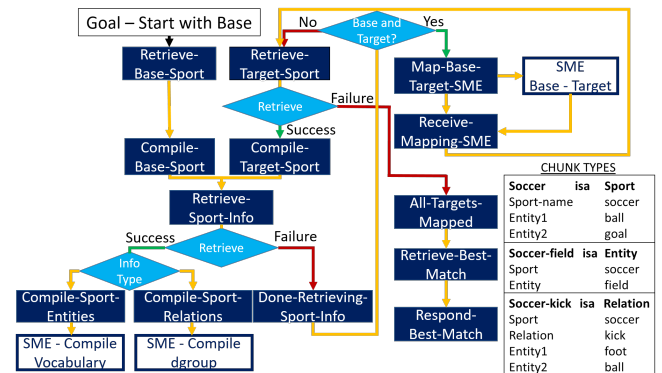 Goal – Start with Base
No
Base and
Target?
Yes
Retrieve-
Base-Sport
Retrieve-
Target-Sport
Map-Base-
Target-SME
SME
Base - Target
Retrieve
Failure
Success
Receive-
Mapping-SME
Compile-
Base-Sport
Compile-
Target-Sport
Retrieve-
Sport-Info
All-Targets-
Mapped
Success
Retrieve
Failure
Info
Type
Retrieve-Best-
Match
Compile-Sport-
Entities
Compile-Sport-
Relations
Done-Retrieving-
Sport-Info
Respond-
Best-Match
SME - Compile
Vocabulary
SME - Compile
dgroup
CHUNK TYPES
Soccer isa Sport
Sport-name soccer
Entity1 ball
Entity2 goal
Soccer-field isa Entity
Sport soccer
Entity field
Soccer-kick isa Relation
Sport soccer
Relation kick
Entity1 foot
Entity2 ball